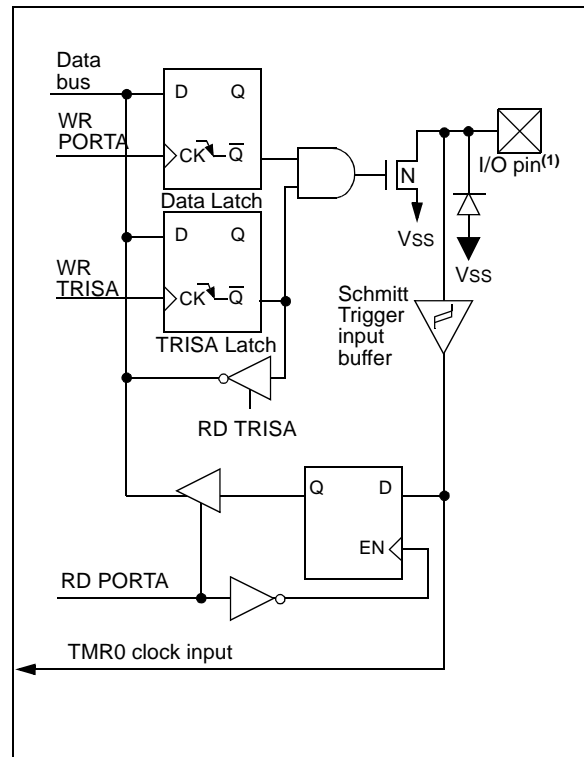 Data
bus
D Q
WR
PORTA
CK Q
N
I/O pin(1)
Data Latch
VSS
VSS
D Q
WR
TRISA
CK Q
Schmitt
Trigger
input
buffer
TRISA Latch
RD TRISA
Q D
EN
RD PORTA
TMR0 clock input